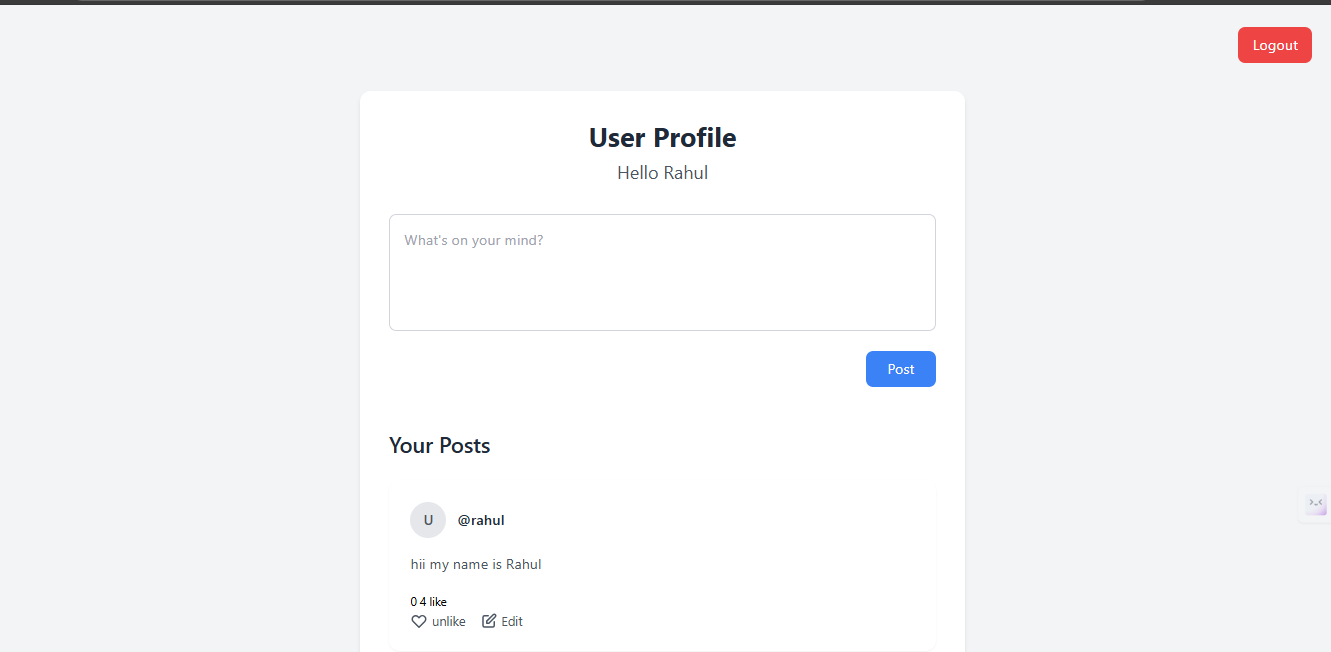 Logout
User Profile
Hello Rahul
What's on your mind?
Post
Your Posts
U @rahul
hii my name is Rahul
0 4 like
unlike Edit